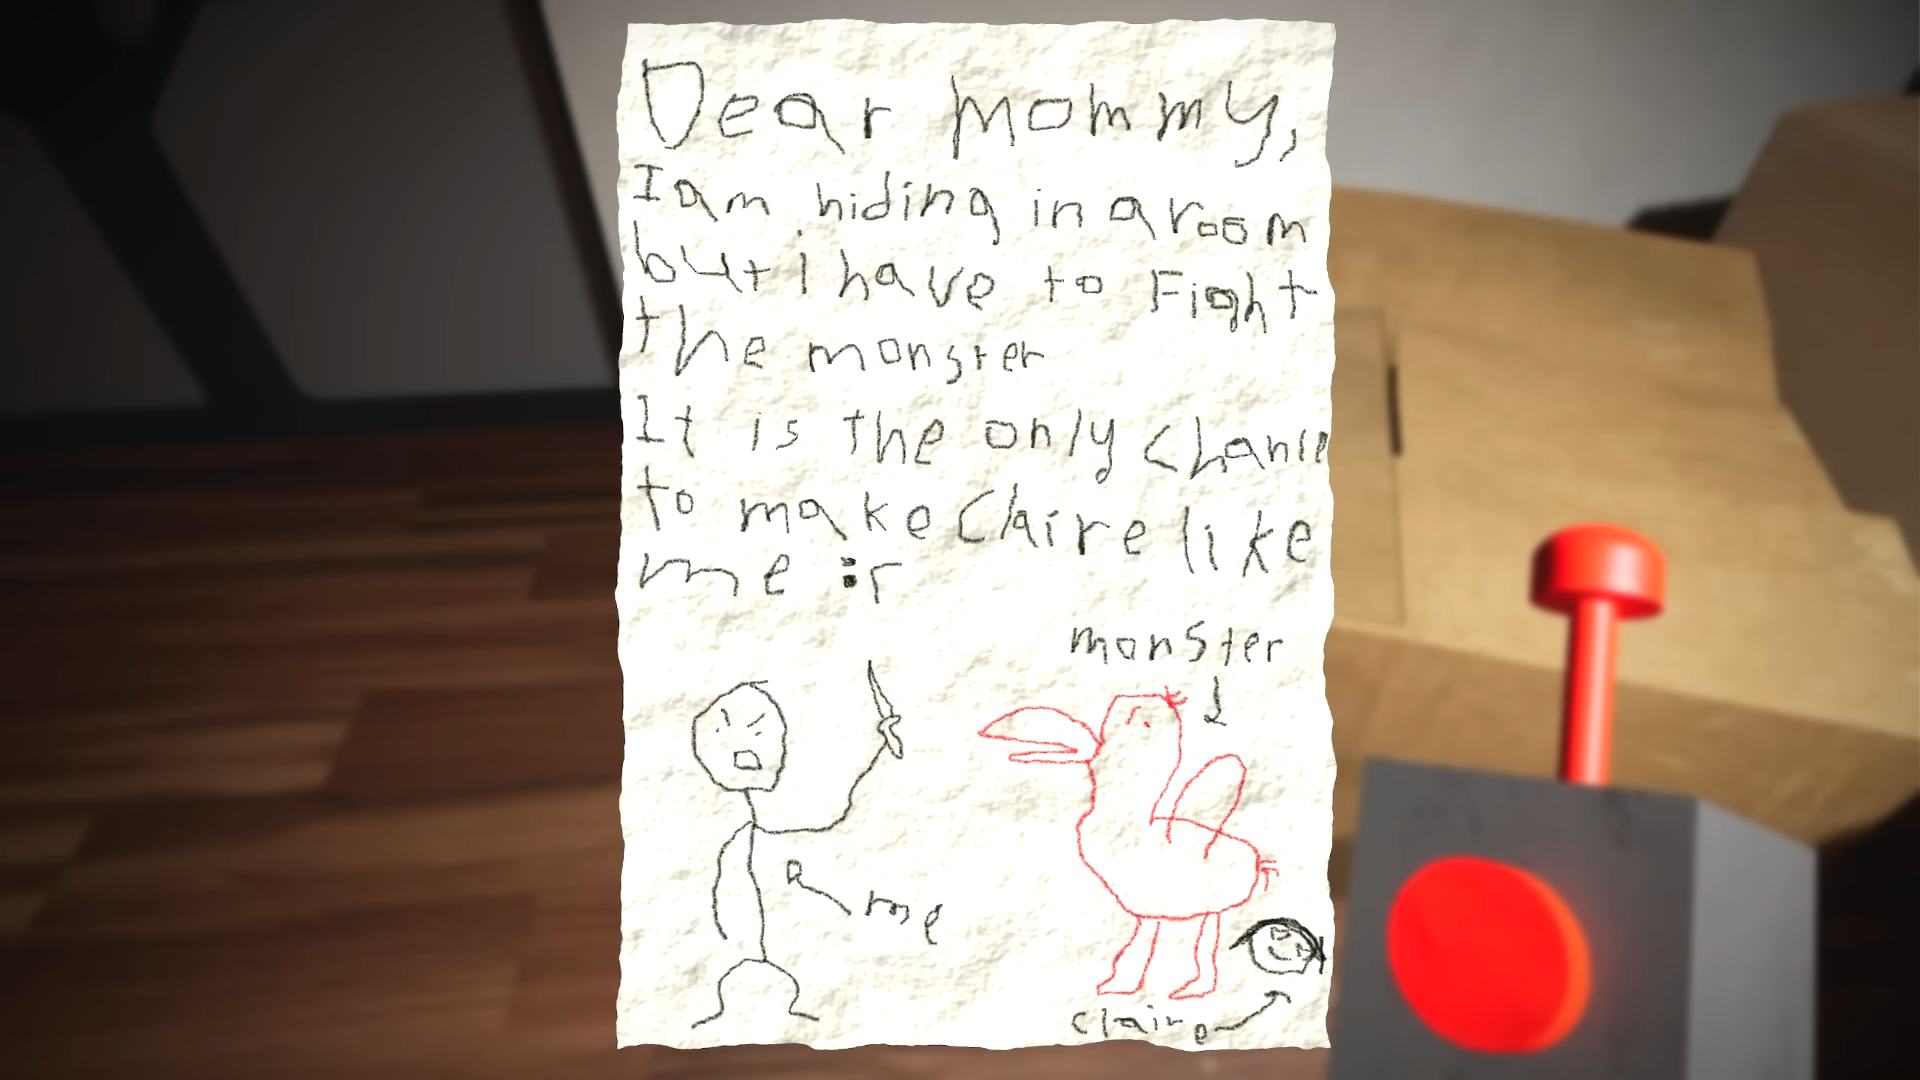 Dear mommy,
I am hiding in a room
but i have to Fight
the monster
It is the only chance
to make Claire like
me :r
monster
me
claire